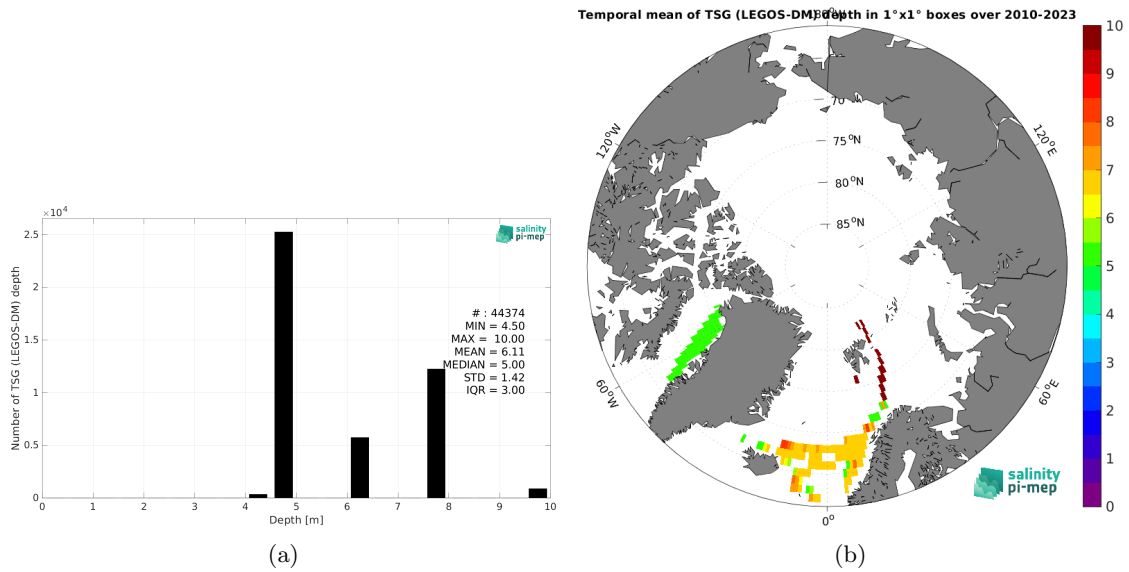 ×10⁴
2.5
2
1.5
1
0.5
0
Number of TSG (LEGOS-DM) depth
0 1 2 3 4 5 6 7 8 9 10
Depth [m]
salinity
pi-mep
# : 44374
MIN = 4.50
MAX = 10.00
MEAN = 6.11
MEDIAN = 5.00
STD = 1.42
IQR = 3.00
(a)
Temporal mean of TSG (LEGOS-DM) depth in 1°x1° boxes over 2010-2023
180°W
120°W
120°E
60°W
60°E
0°
70
75°N
80°N
85°N
10
9
8
7
6
5
4
3
2
1
0
salinity
pi-mep
(b)